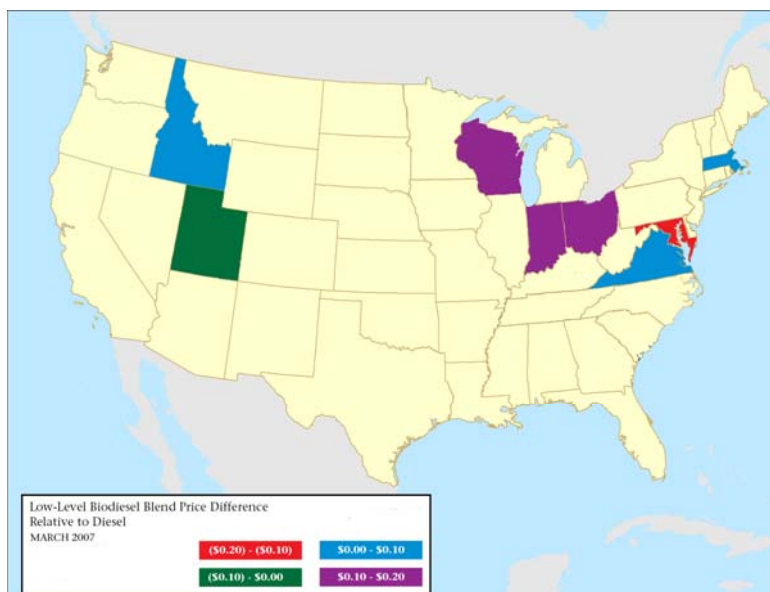 Low-Level Biodiesel Blend Price Difference
Relative to Diesel
MARCH 2007
($0.20) - ($0.10) $0.00 - $0.10
($0.10) - $0.00 $0.10 - $0.20